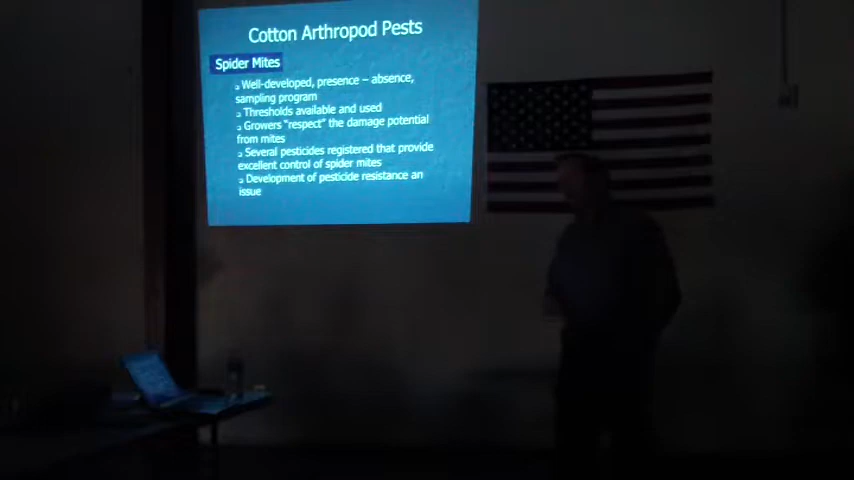 Cotton Arthropod Pests
Spider Mites
Well-developed, presence – absence,
sampling program
Thresholds available and used
Growers "respect" the damage potential
from mites
Several pesticides registered that provide
excellent control of spider mites
Development of pesticide resistance an
issue